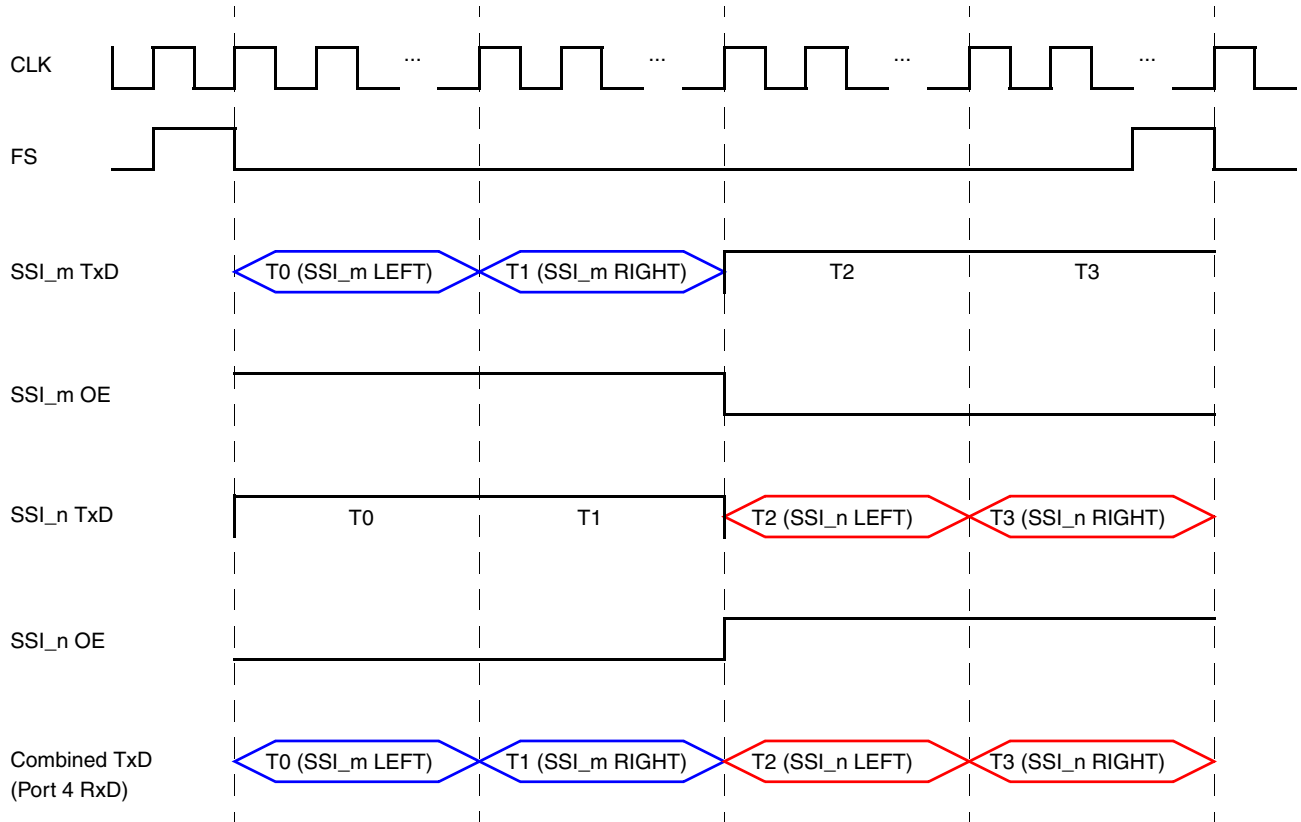 CLK ... ... ... ...
FS
SSI_m TxD T0 (SSI_m LEFT) T1 (SSI_m RIGHT) T2 T3
SSI_m OE
SSI_n TxD T0 T1 T2 (SSI_n LEFT) T3 (SSI_n RIGHT)
SSI_n OE
Combined TxD T0 (SSI_m LEFT) T1 (SSI_m RIGHT) T2 (SSI_n LEFT) T3 (SSI_n RIGHT)
(Port 4 RxD)